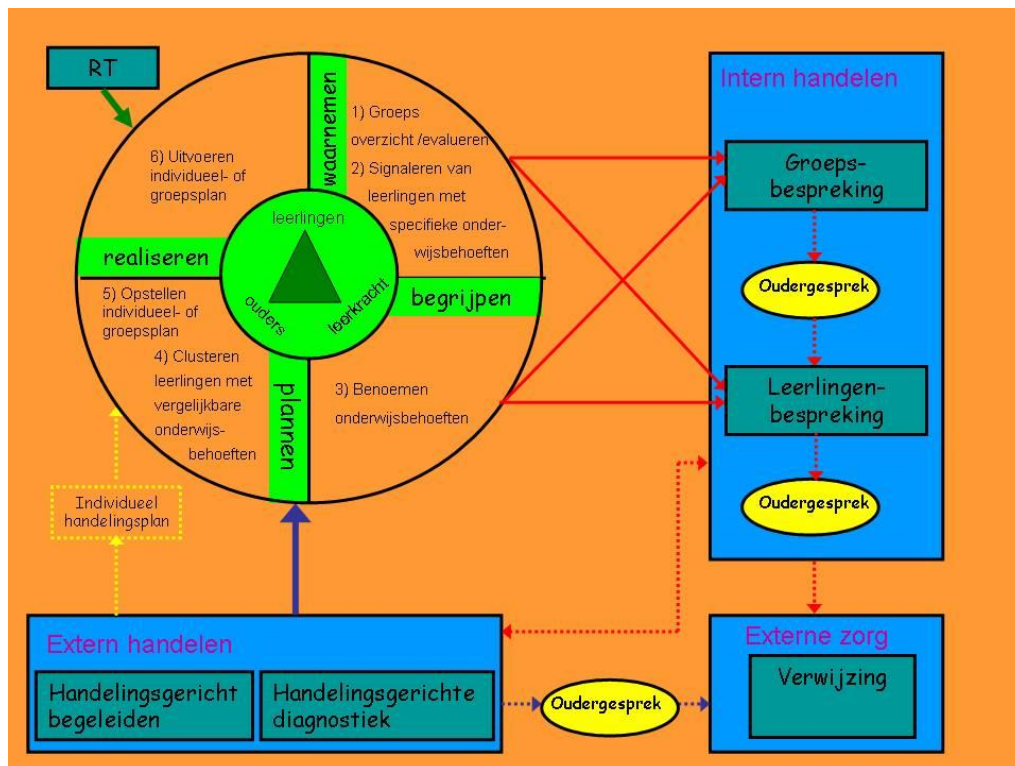 RT
waarnemen
1) Groeps
overzicht /evalueren
2) Signaleren van
leerlingen met
specifieke onder-
wijsbehoeften
begrijpen
3) Benoemen
onderwijsbehoeften
plannen
4) Clusteren
leerlingen met
vergelijkbare
onderwijs-
behoeften
5) Opstellen
individueel- of
groepsplan
realiseren
6) Uitvoeren
individueel- of
groepsplan
leerlingen
ouders
leerkracht
Intern handelen
Groeps-
bespreking
Oudergesprek
Leerlingen-
bespreking
Oudergesprek
Individueel
handelingsplan
Extern handelen
Handelingsgericht
begeleiden
Handelingsgerichte
diagnostiek
Oudergesprek
Externe zorg
Verwijzing